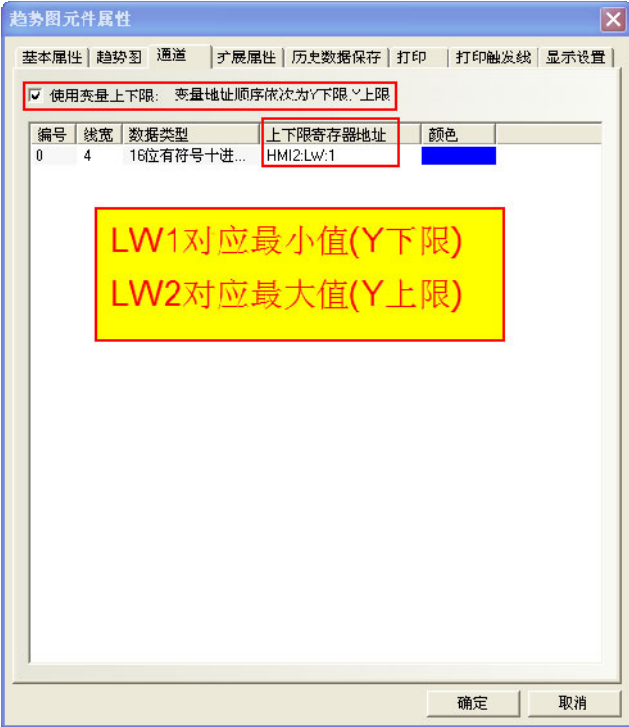 趋势图元件属性
基本属性 趋势图 通道 扩展属性 历史数据保存 打印 打印触发线 显示设置
使用变量上下限: 变量地址顺序依次为Y下限,Y上限
编号 线宽 数据类型 上下限寄存器地址 颜色
0 4 16位有符号十进... HMI2:LW:1
LW1对应最小值(Y下限)
LW2对应最大值(Y上限)
确定 取消